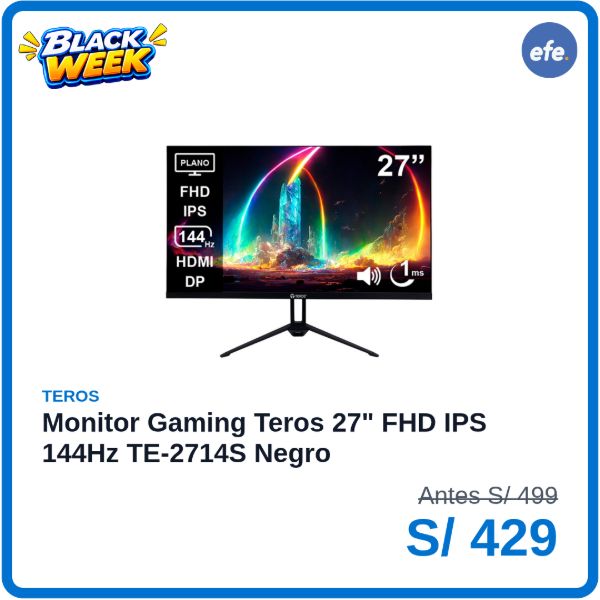 BLACK
WEEK
efe.
PLANO
27”
FHD
IPS
144Hz
HDMI
DP
1ms
TEROS
TEROS
Monitor Gaming Teros 27" FHD IPS
144Hz TE-2714S Negro
Antes S/ 499
S/ 429